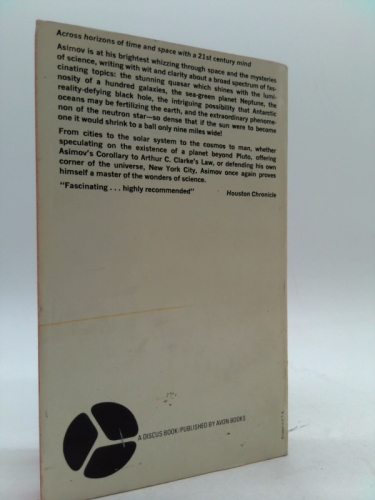 Across horizons of time and space with a 21st century mind
Asimov is at his brightest whizzing through space and the mysteries
of science, writing with wit and clarity about a broad spectrum of fas-
cinating topics: the stunning quasar which shines with the lumi-
nosity of a hundred galaxies, the sea-green planet Neptune, the
reality-defying black hole, the intriguing possibility that Antarctic
oceans may be fertilizing the earth, and the extraordinary phenome-
non of the neutron star—so dense that if the sun were to become
one it would shrink to a ball only nine miles wide!
From cities to the solar system to the cosmos to man, whether
speculating on the existence of a planet beyond Pluto, offering
Asimov's Corollary to Arthur C. Clarke's Law, or defending his own
corner of the universe, New York City, Asimov once again proves
himself a master of the wonders of science.
"Fascinating . . . highly recommended" Houston Chronicle
A DISCUS BOOK/PUBLISHED BY AVON BOOKS